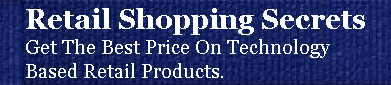 Retail Shopping Secrets
Get The Best Price On Technology
Based Retail Products.